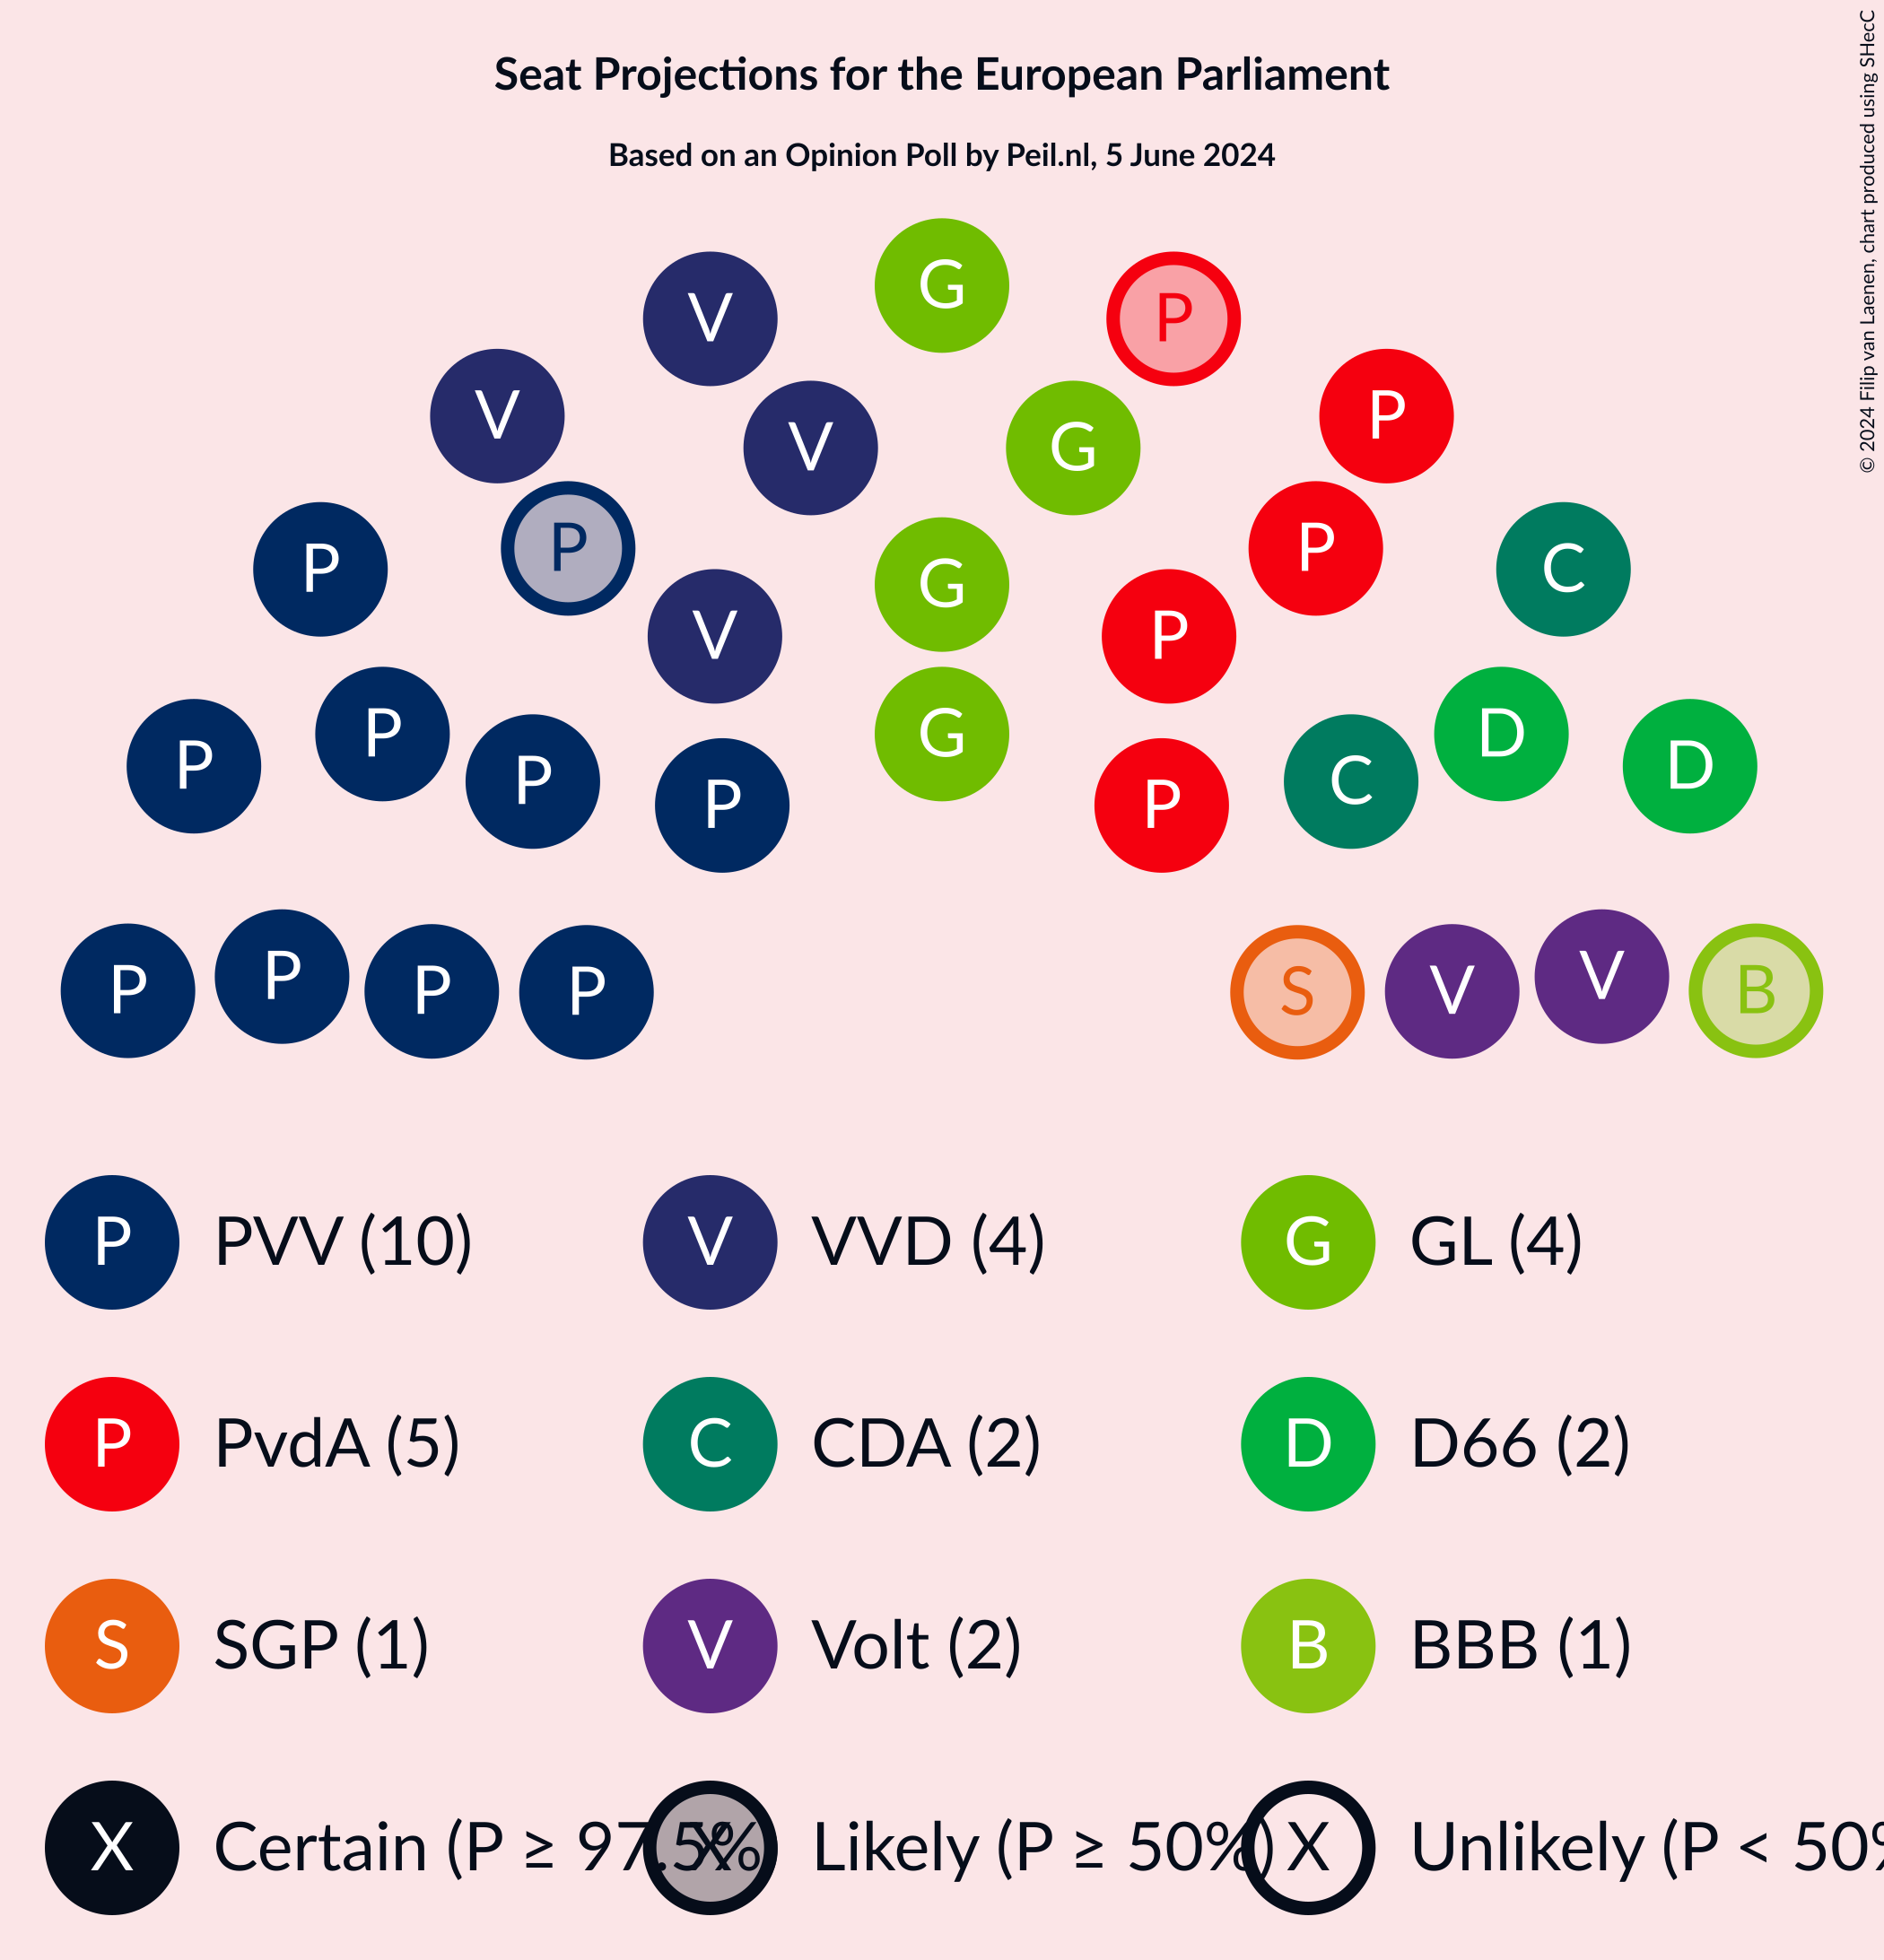 Seat Projections for the European Parliament
Based on an Opinion Poll by Peil.nl, 5 June 2024
© 2024 Filip van Laenen, chart produced using SHecC
G
V P
V P
V G
P P
P C
G
V P
P D
P D
G
P C
P P
P P P P S V V B
P PVV (10) V VVD (4) G GL (4)
P PvdA (5) C CDA (2) D D66 (2)
S SGP (1) V Volt (2) B BBB (1)
X Certain (P ≥ 97.5% X Likely (P ≥ 50%) X Unlikely (P < 50%